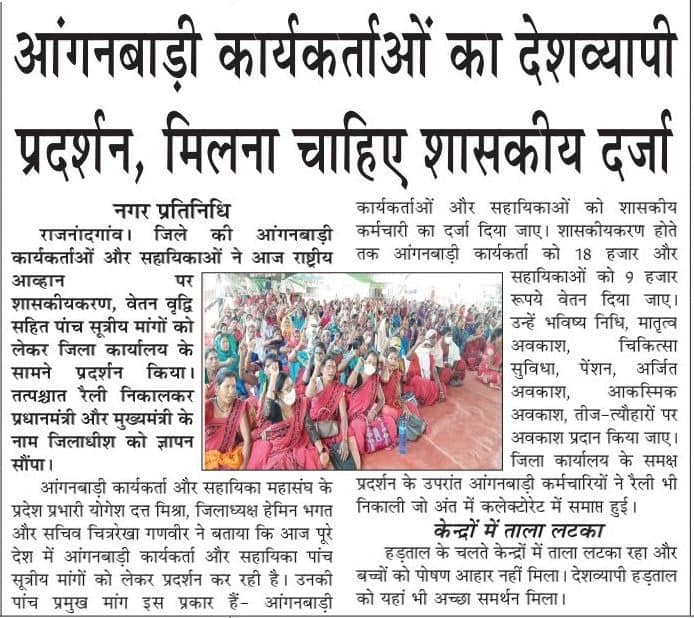 आंगनबाड़ी कार्यकर्ताओं का देशव्यापी
प्रदर्शन, मिलना चाहिए शासकीय दर्जा
नगर प्रतिनिधि
राजनांदगांव। जिले की आंगनबाड़ी
कार्यकर्ताओं और सहायिकाओं ने आज राष्ट्रीय
आव्हान पर
शासकीयकरण, वेतन वृद्धि
सहित पांच सूत्रीय मांगों को
लेकर जिला कार्यालय के
सामने प्रदर्शन किया।
तत्पश्चात रैली निकालकर
प्रधानमंत्री और मुख्यमंत्री के
नाम जिलाधीश को ज्ञापन
सौंपा।
आंगनबाड़ी कार्यकर्ता और सहायिका महासंघ के
प्रदेश प्रभारी योगेश दत्त मिश्रा, जिलाध्यक्ष हेमिन भगत
और सचिव चित्ररेखा गणवीर ने बताया कि आज पूरे
देश में आंगनबाड़ी कार्यकर्ता और सहायिका पांच
सूत्रीय मांगों को लेकर प्रदर्शन कर रही है। उनकी
पांच प्रमुख मांग इस प्रकार हैं- आंगनबाड़ी
कार्यकर्ताओं और सहायिकाओं को शासकीय
कर्मचारी का दर्जा दिया जाए। शासकीयकरण होते
तक आंगनबाड़ी कार्यकर्ता को 18 हजार और
सहायिकाओं को 9 हजार
रूपये वेतन दिया जाए।
उन्हें भविष्य निधि, मातृत्व
अवकाश, चिकित्सा
सुविधा, पेंशन, अर्जित
अवकाश, आकस्मिक
अवकाश, तीज-त्यौहारों पर
अवकाश प्रदान किया जाए।
जिला कार्यालय के समक्ष
प्रदर्शन के उपरांत आंगनबाड़ी कर्मचारियों ने रैली भी
निकाली जो अंत में कलेक्टोरेट में समाप्त हुई।
केन्द्रों में ताला लटका
हड़ताल के चलते केन्द्रों में ताला लटका रहा और
बच्चों को पोषण आहार नहीं मिला। देशव्यापी हड़ताल
को यहां भी अच्छा समर्थन मिला।